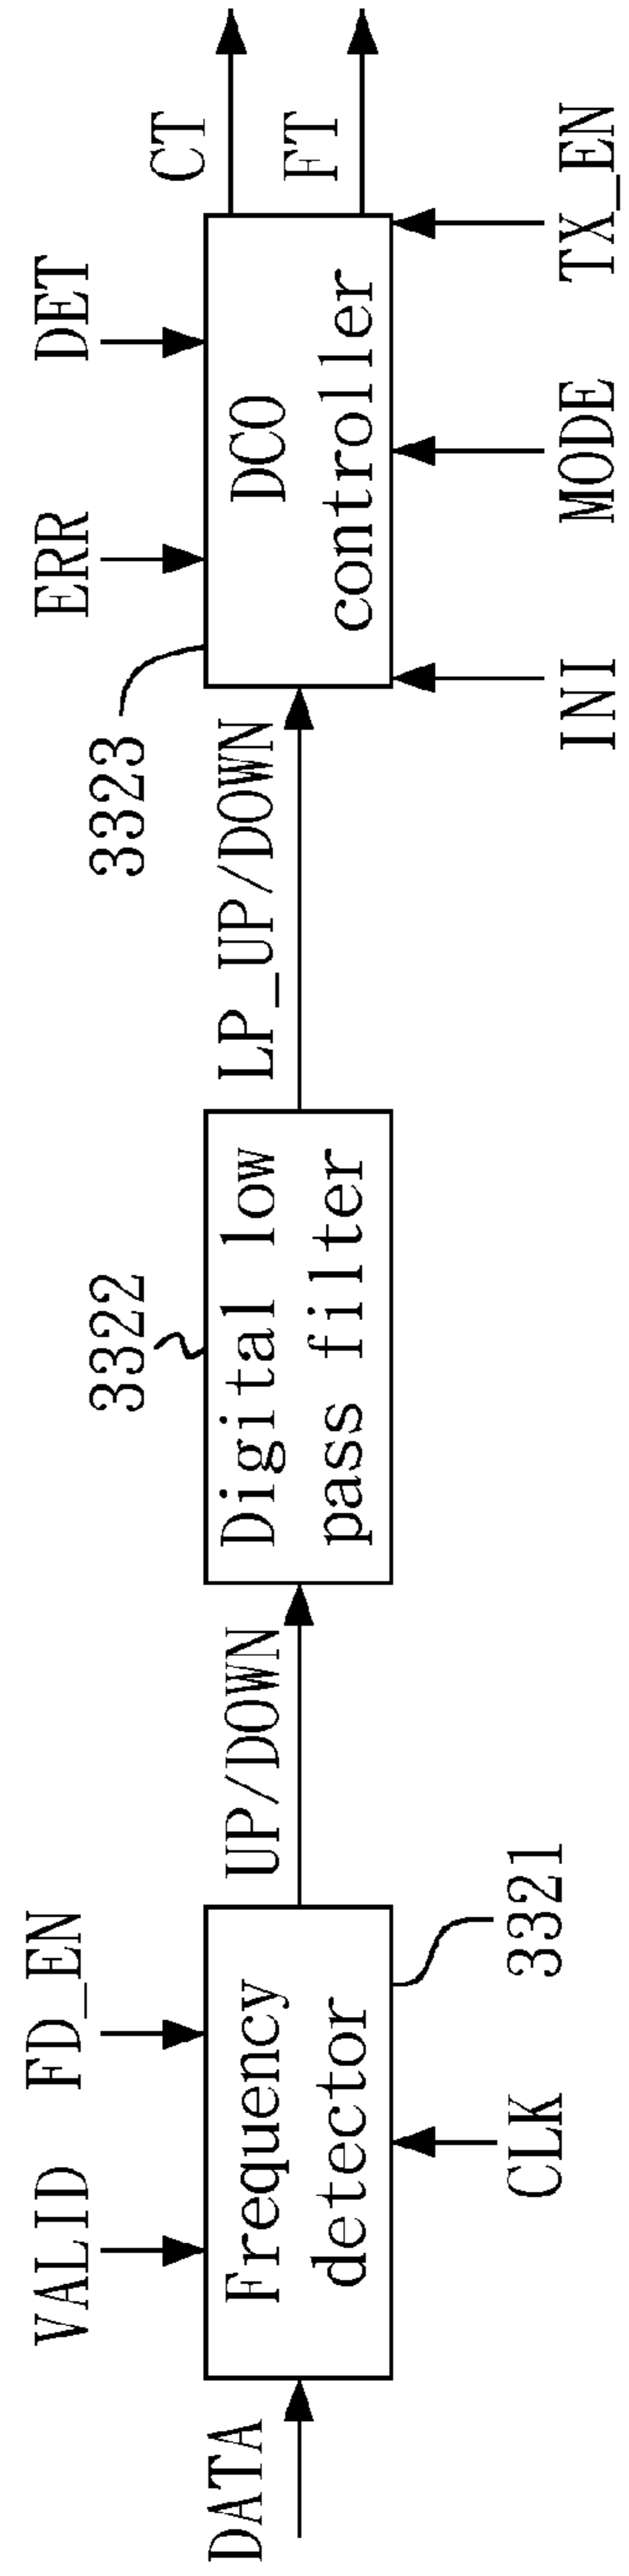 VALID
FD_EN
3322
3323
ERR
DET
DATA
Frequency
detector
UP/DOWN
Digital low
pass filter
LP_UP/DOWN
DCO
controller
CT
FT
CLK
3321
INI
MODE
TX_EN